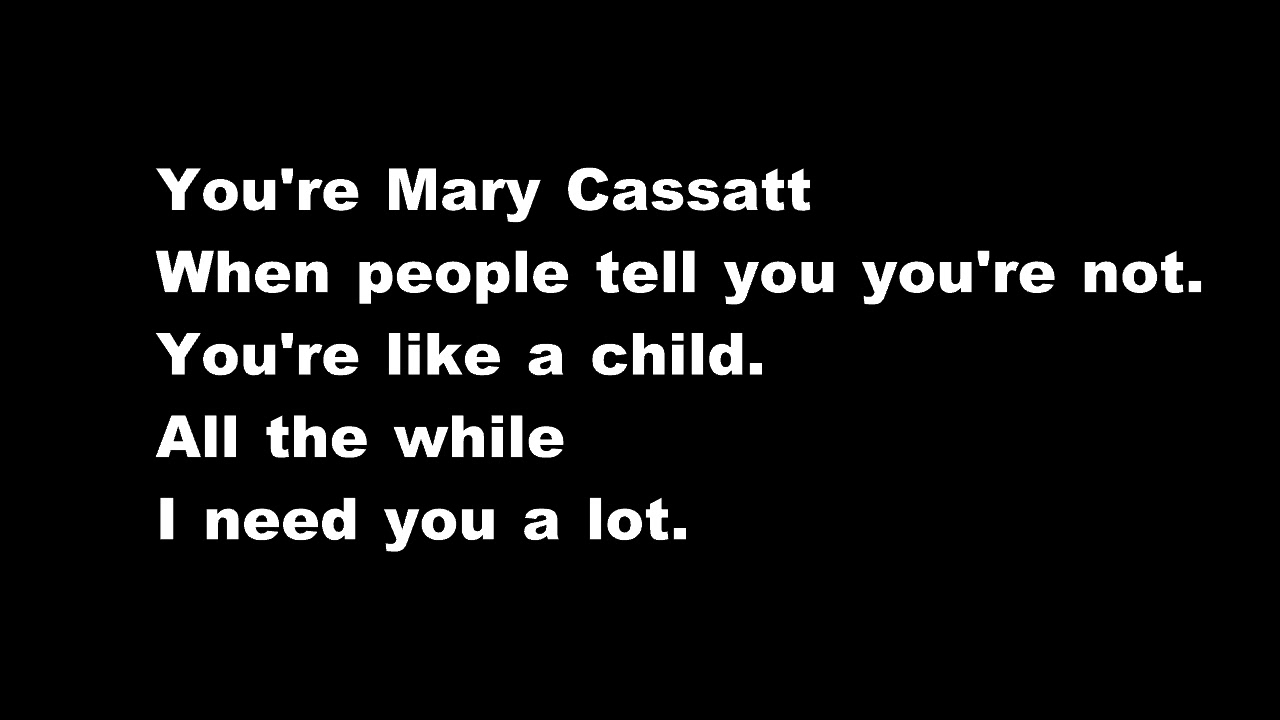 You're Mary Cassatt
When people tell you you're not.
You're like a child.
All the while
I need you a lot.